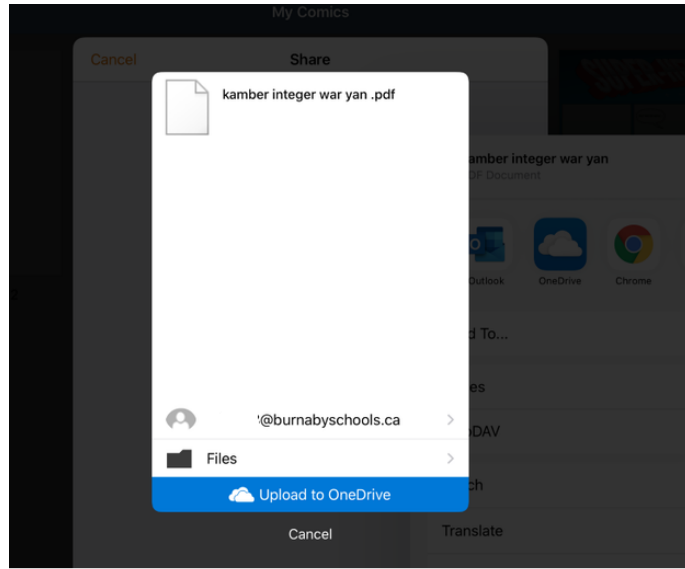 My Comics
Cancel
Share
kamber integer war yan .pdf
amber integer war yan
DF Document
Outlook
OneDrive
Chrome
d To...
es
DAV
ch
Translate
'@burnabyschools.ca
Files
Upload to OneDrive
Cancel